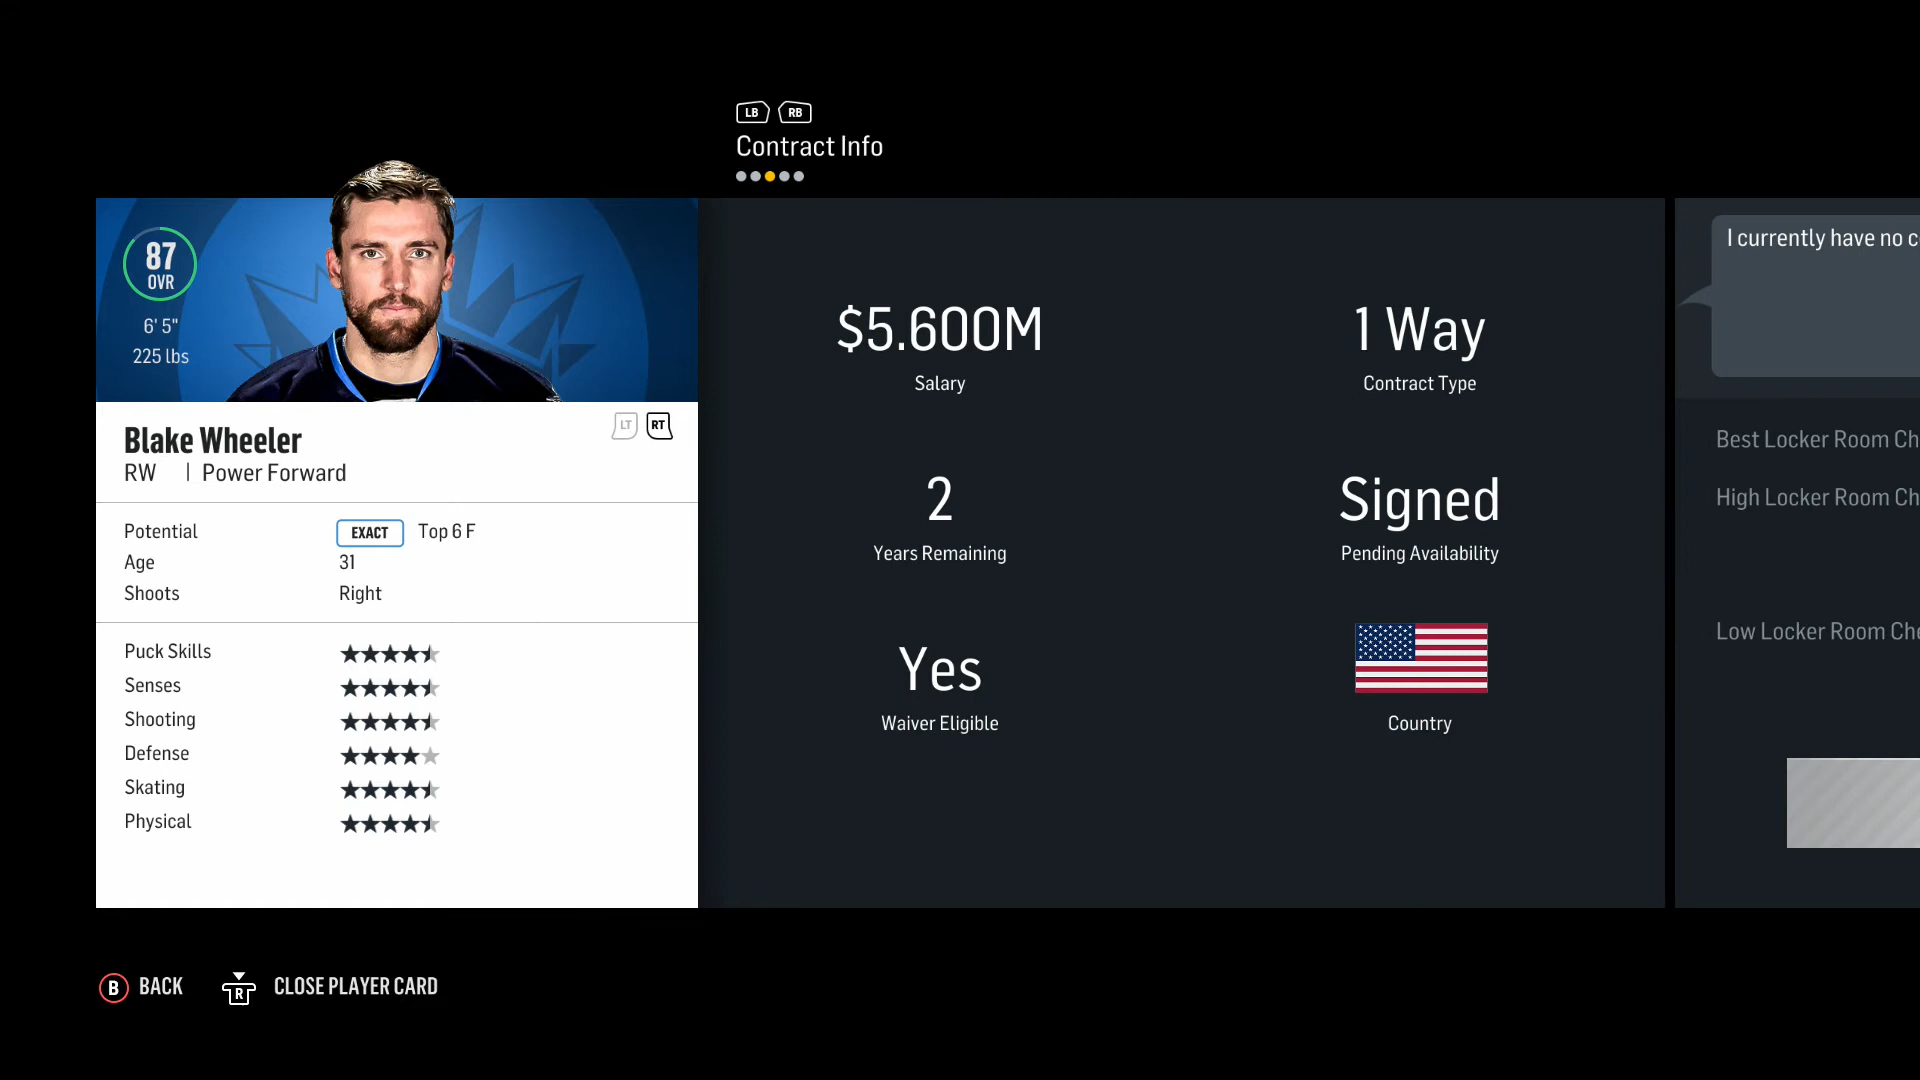 LB RB
Contract Info
87
OVR
6' 5"
225 lbs
Blake Wheeler
LT RT
RW | Power Forward
Potential EXACT Top 6 F
Age 31
Shoots Right
Puck Skills
Senses
Shooting
Defense
Skating
Physical
$5.600M
Salary
1 Way
Contract Type
2
Years Remaining
Signed
Pending Availability
Yes
Waiver Eligible
Country
I currently have no c
Best Locker Room Ch
High Locker Room Ch
Low Locker Room Che
B BACK R CLOSE PLAYER CARD